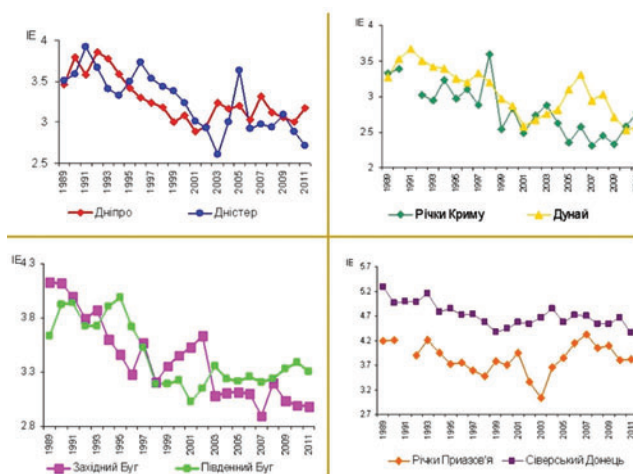 IE
4
3.5
3
2.5
1989 1991 1993 1995 1997 1999 2001 2003 2005 2007 2009 2011
Дніпро Дністер
ІЕ
4
3.5
3
2.5
2
1989 1991 1993 1995 1997 1999 2001 2003 2005 2007 2009 2011
Річки Криму Дунай
ІЕ
4.3
3.8
3.3
2.8
1989 1991 1993 1995 1997 1999 2001 2003 2005 2007 2009 2011
Західний Буг Південний Буг
ІЕ
5.7
5.2
4.7
4.2
3.7
3.2
2.7
1989 1991 1993 1995 1997 1999 2001 2003 2005 2007 2009 2011
Річки Приазов'я Сіверський Донець